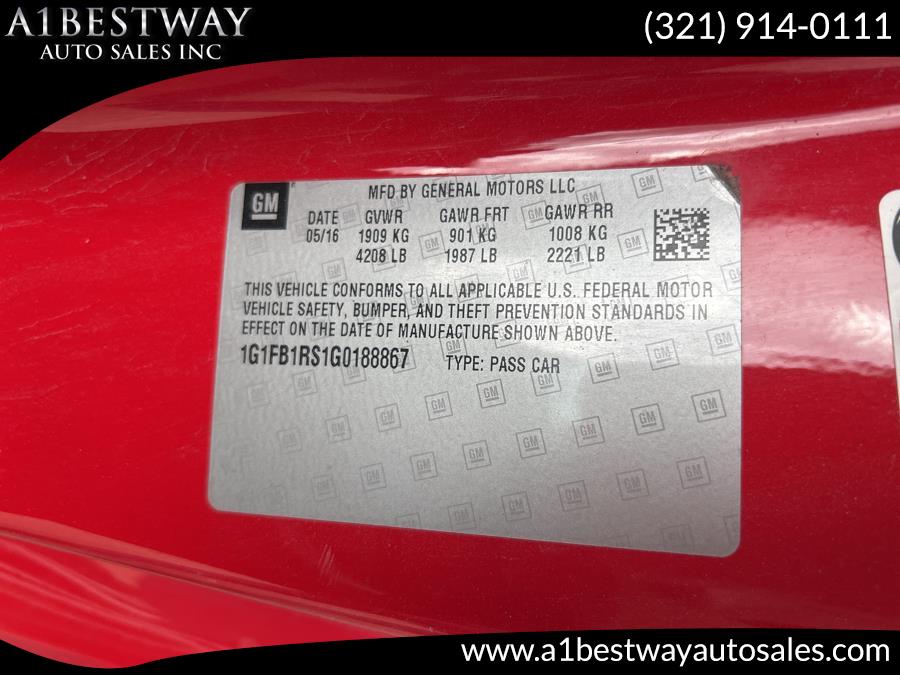 A1BESTWAY
AUTO SALES INC
(321) 914-0111
GM
MFD BY GENERAL MOTORS LLC
DATE GVWR GAWR FRT GAWR RR
05/16 1909 KG 901 KG 1008 KG
4208 LB 1987 LB 2221 LB
THIS VEHICLE CONFORMS TO ALL APPLICABLE U.S. FEDERAL MOTOR
VEHICLE SAFETY, BUMPER, AND THEFT PREVENTION STANDARDS IN
EFFECT ON THE DATE OF MANUFACTURE SHOWN ABOVE.
1G1FB1RS1G0188867 TYPE: PASS CAR
www.a1bestwayautosales.com